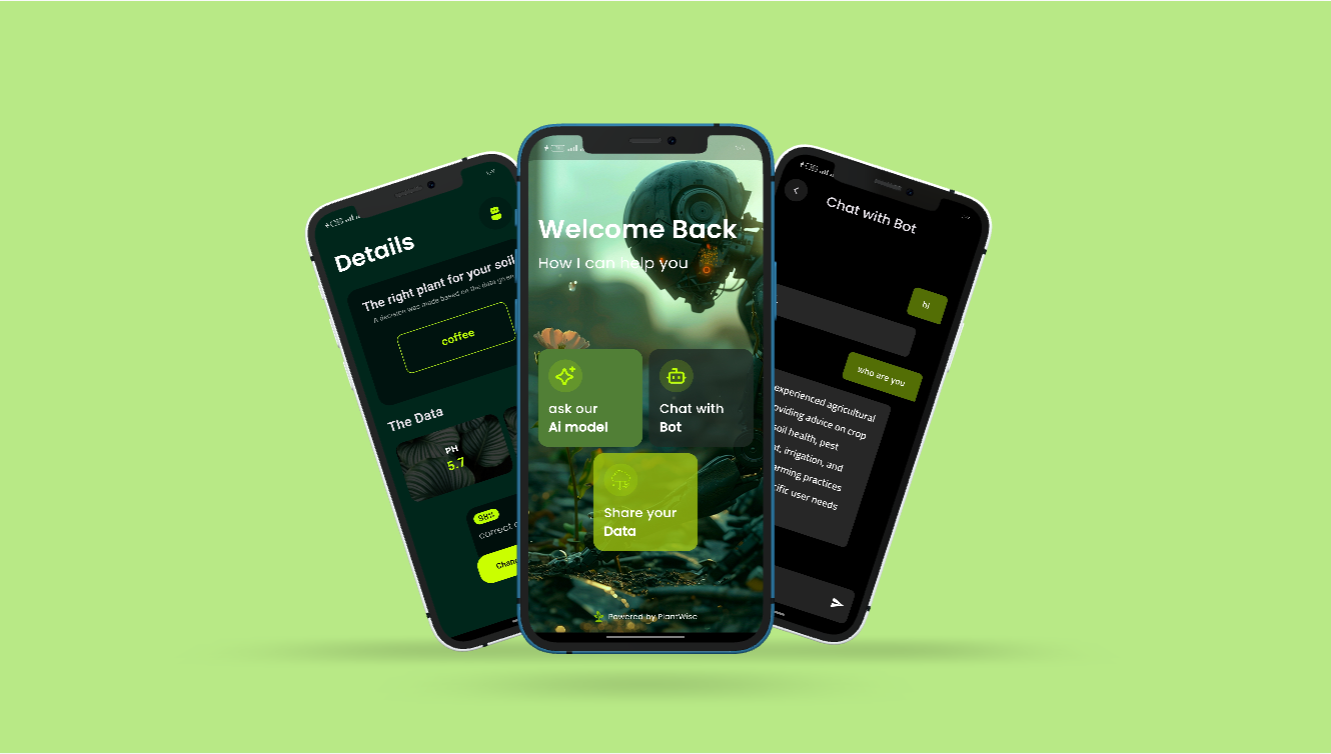 Details
The right plant for your soil
A decision was made based on the data given
coffee
The Data
PH
5.7
98%
correct
Welcome Back
How I can help you
ask our
Ai model
Chat with
Bot
Share your
Data
Powered by PlantWise
Chat with Bot
hi
who are you
experienced agricultural
oviding advice on crop
soil health, pest
nt, irrigation, and
arming practices
cific user needs